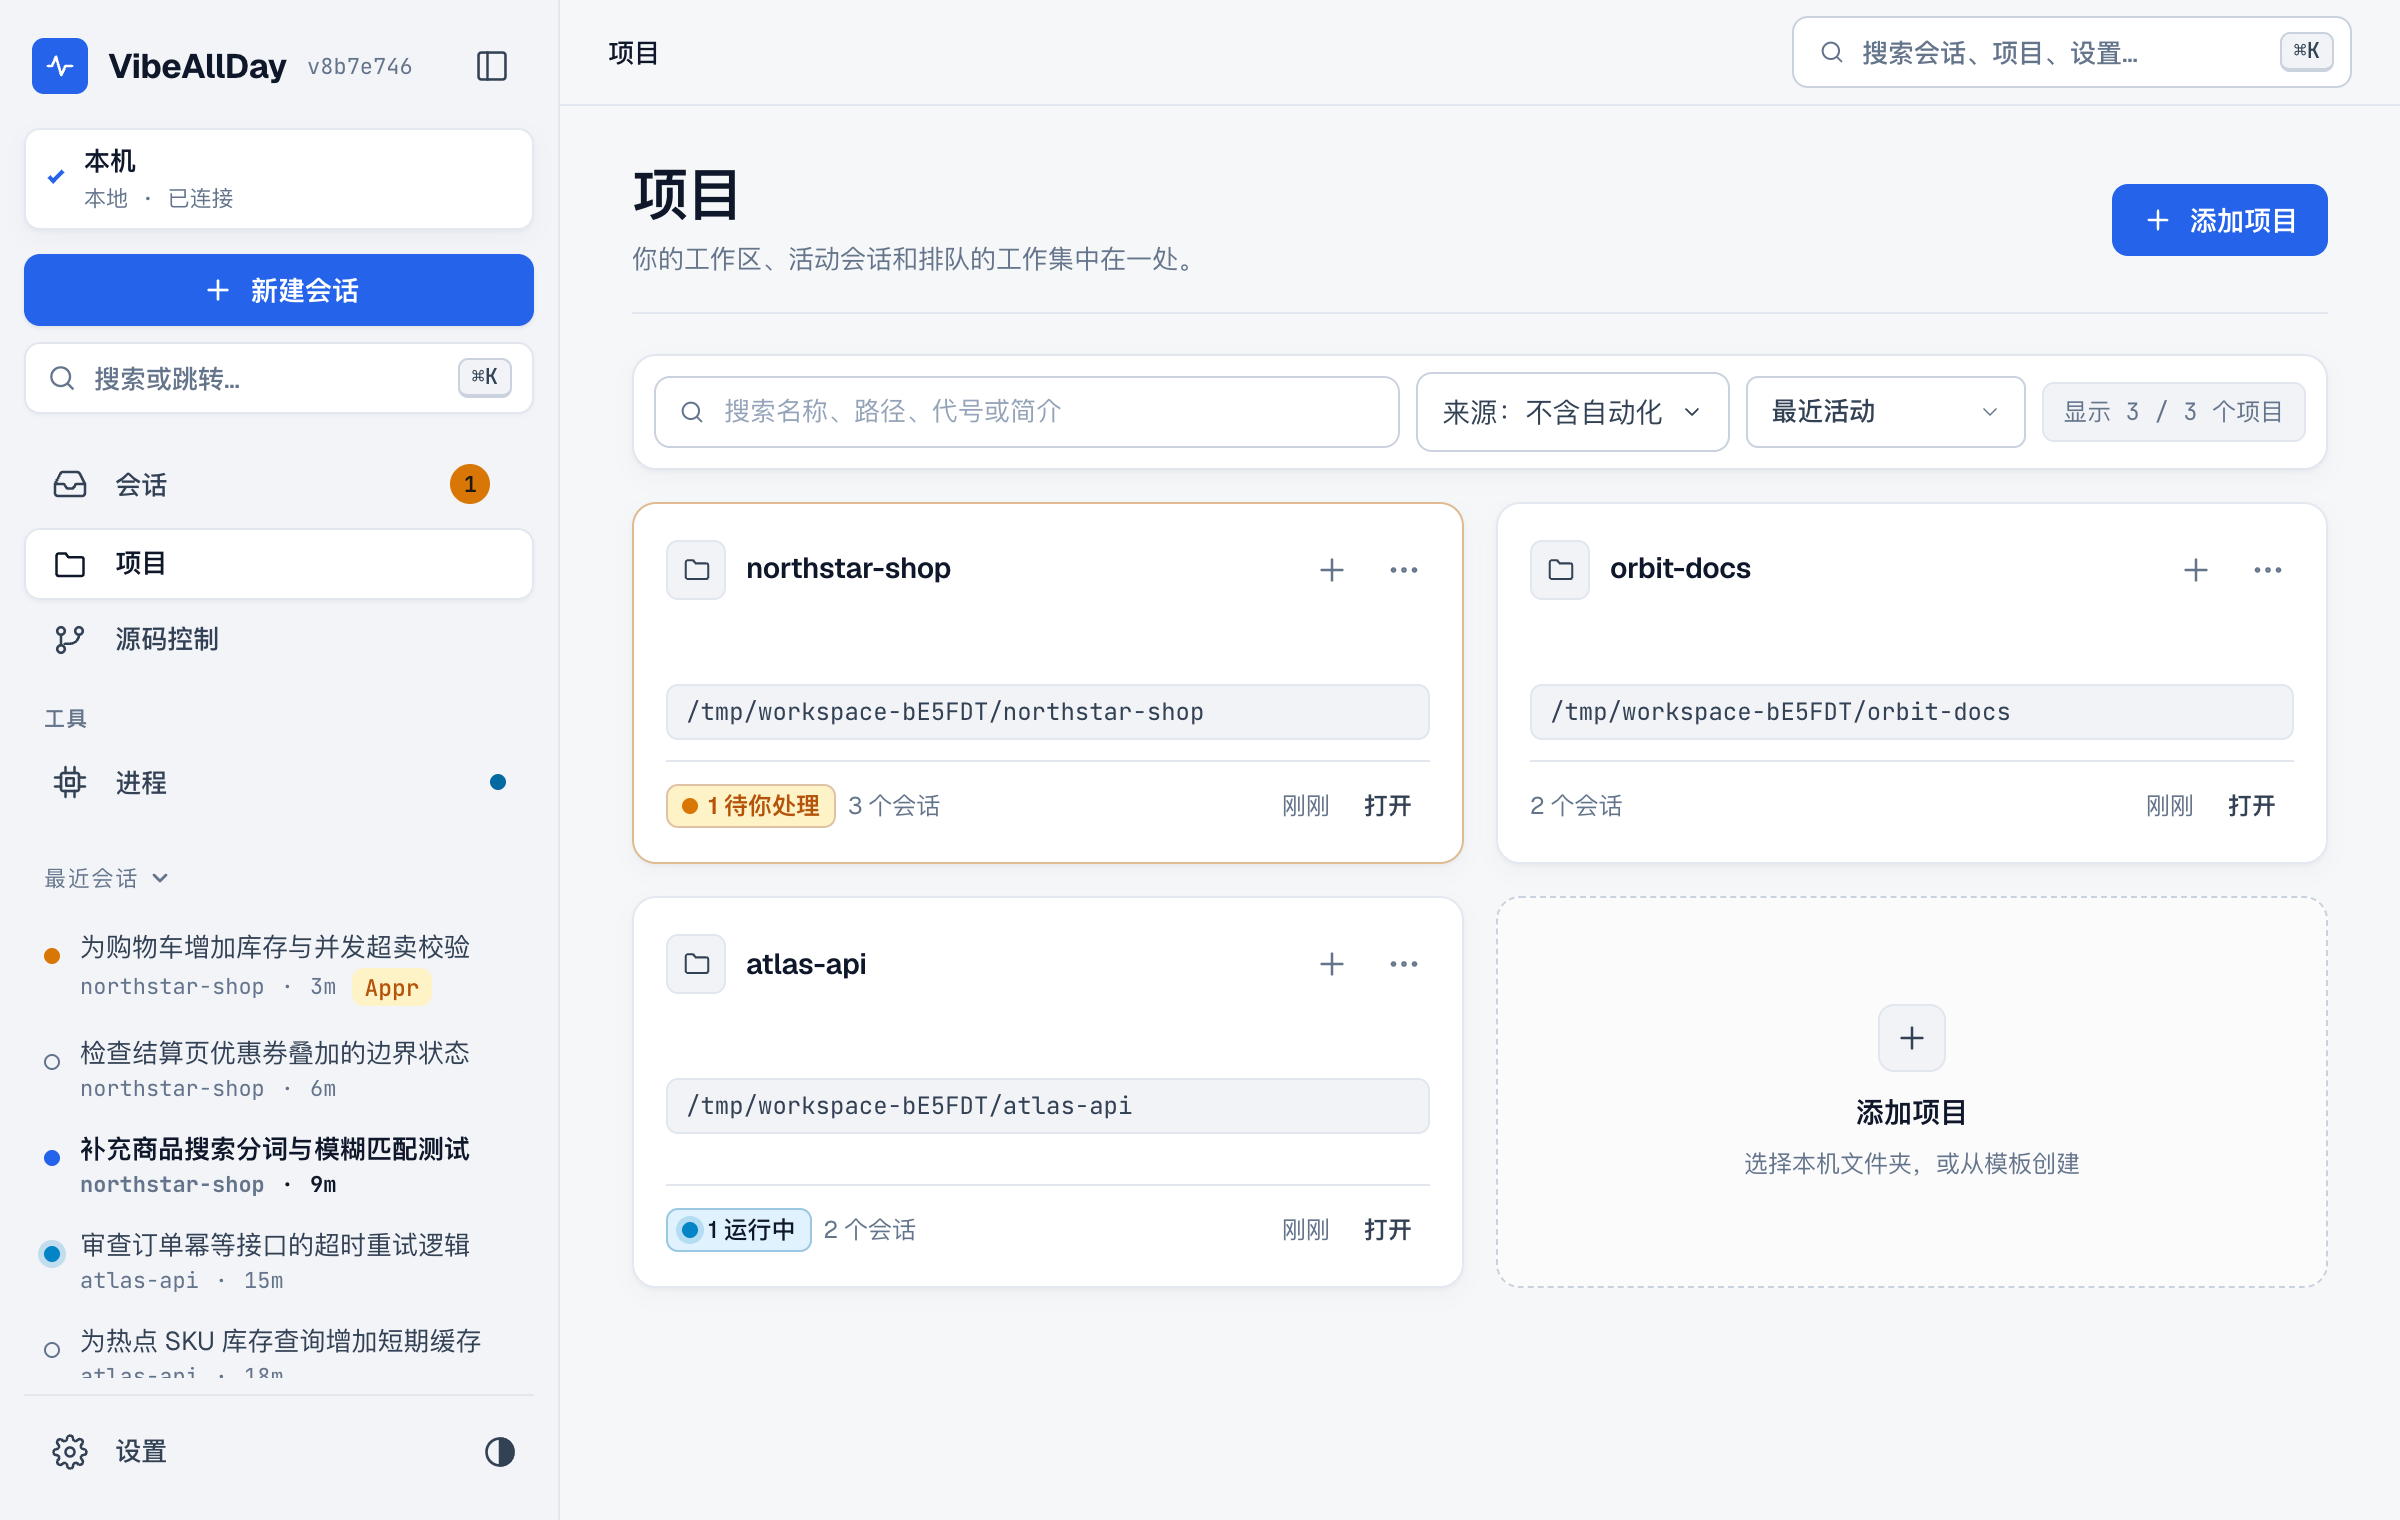 VibeAllDay v8b7e746
本机
本地 · 已连接
新建会话
搜索或跳转... ⌘K
会话 1
项目
源码控制
工具
进程
最近会话
为购物车增加库存与并发超卖校验
northstar-shop · 3m Appr
检查结算页优惠券叠加的边界状态
northstar-shop · 6m
补充商品搜索分词与模糊匹配测试
northstar-shop · 9m
审查订单幂等接口的超时重试逻辑
atlas-api · 15m
为热点 SKU 库存查询增加短期缓存
atlas-api · 18m
设置
项目
搜索会话、项目、设置... ⌘K
项目
你的工作区、活动会话和排队的工作集中在一处。
添加项目
搜索名称、路径、代号或简介
来源：不含自动化
最近活动
显示 3 / 3 个项目
northstar-shop
/tmp/workspace-bE5FDT/northstar-shop
1 待你处理 3 个会话 刚刚 打开
orbit-docs
/tmp/workspace-bE5FDT/orbit-docs
2 个会话 刚刚 打开
atlas-api
/tmp/workspace-bE5FDT/atlas-api
1 运行中 2 个会话 刚刚 打开
添加项目
选择本机文件夹，或从模板创建